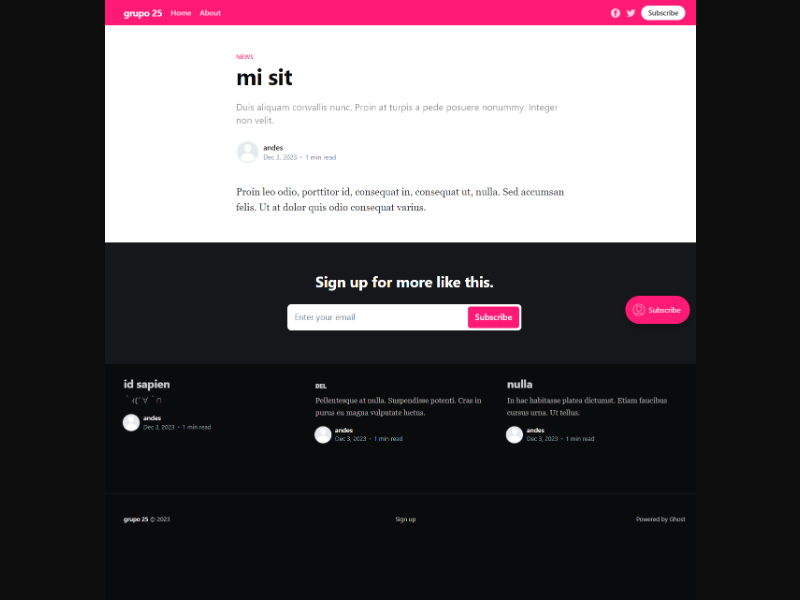 grupo 25 Home About Subscribe
NEWS
mi sit
Duis aliquam convallis nunc. Proin at turpis a pede posuere nonummy. Integer
non velit.
andes
Dec 3, 2023 • 1 min read
Proin leo odio, porttitor id, consequat in, consequat ut, nulla. Sed accumsan
felis. Ut at dolor quis odio consequat varius.
Sign up for more like this.
Enter your email Subscribe
Subscribe
id sapien
andes
Dec 3, 2023 • 1 min read
DEL
Pellentesque at nulla. Suspendisse potenti. Cras in
purus eu magna vulputate luctus.
andes
Dec 3, 2023 • 1 min read
nulla
In hac habitasse platea dictumst. Etiam faucibus
cursus urna. Ut tellus.
andes
Dec 3, 2023 • 1 min read
grupo 25 © 2023 Sign up Powered by Ghost